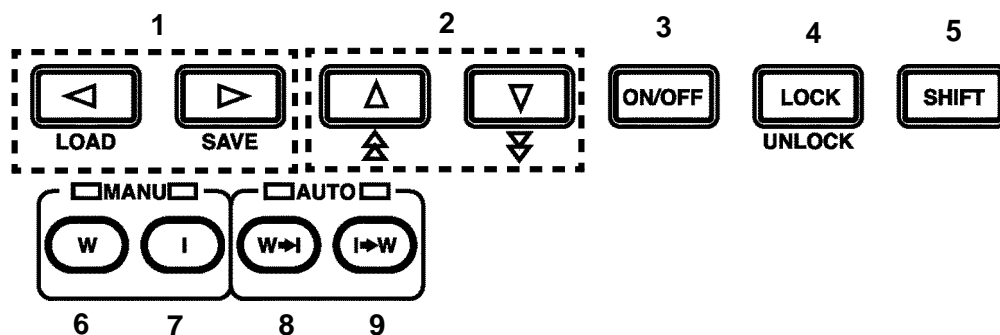 1 2 3 4 5
ON/OFF LOCK SHIFT
LOAD SAVE UNLOCK
MANU AUTO
W I W➔I I➔W
6 7 8 9